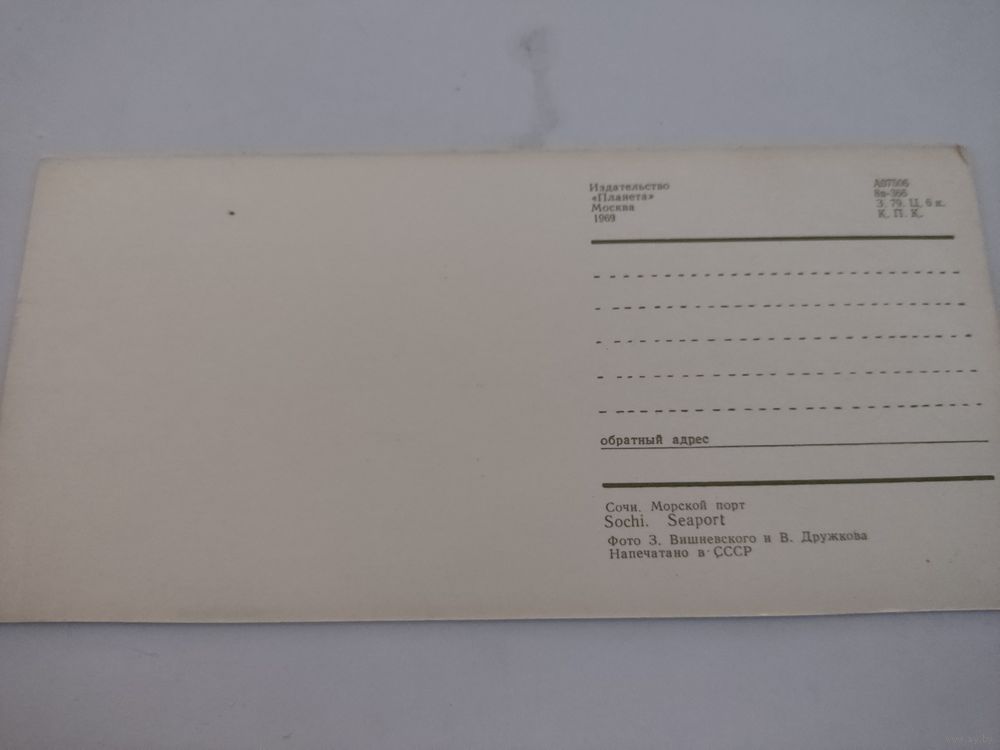 Издательство
«Планета»
Москва
1969
А07506
8в-366
З. 79. Ц. 6 к.
К. П. К.
обратный адрес
Сочи. Морской порт
Sochi. Seaport
Фото З. Вишневского и В. Дружкова
Напечатано в СССР